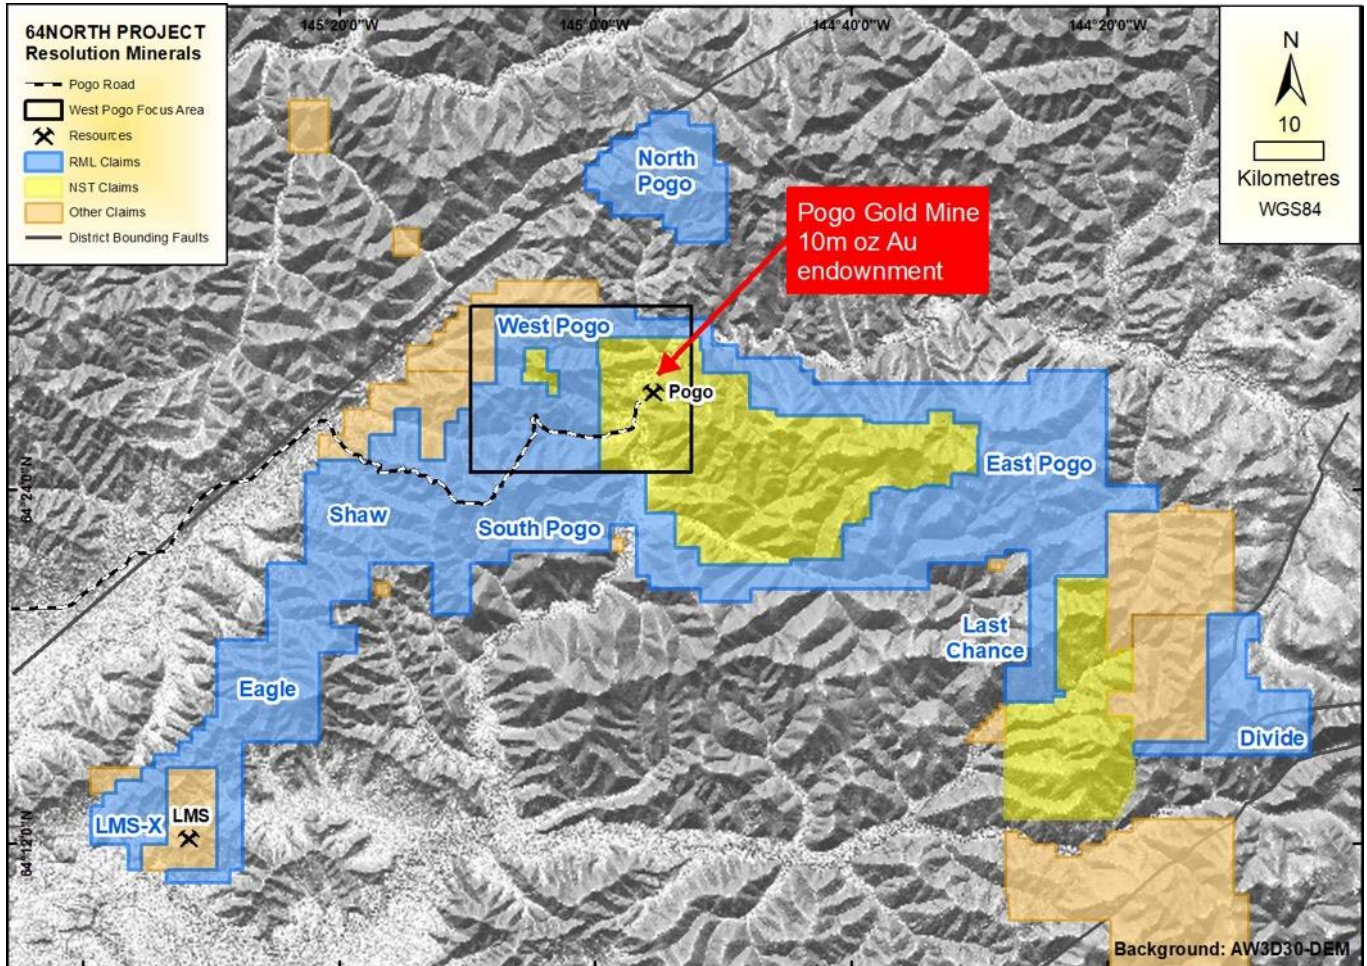 64NORTH PROJECT
Resolution Minerals
Pogo Road
West Pogo Focus Area
Resources
RML Claims
NST Claims
Other Claims
District Bounding Faults
145°20'0"W
145°0'0"W
144°40'0"W
144°20'0"W
N
10
Kilometres
WGS84
North
Pogo
Pogo Gold Mine
10m oz Au
endownment
West Pogo
Pogo
East Pogo
64°24'0"N
Shaw
South Pogo
Last
Chance
Eagle
Divide
LMS-X
LMS
64°12'0"N
Background: AW3D30-DEM